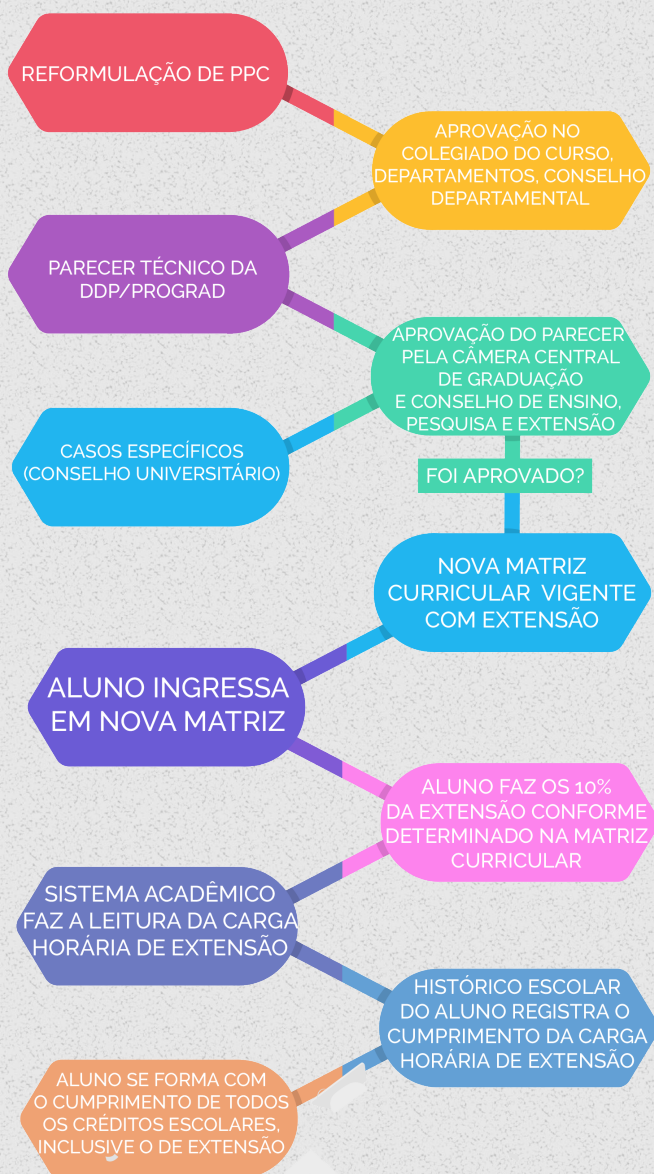 REFORMULAÇÃO DE PPC
APROVAÇÃO NO
COLEGIADO DO CURSO,
DEPARTAMENTOS, CONSELHO
DEPARTAMENTAL
PARECER TÉCNICO DA
DDP/PROGRAD
APROVAÇÃO DO PARECER
PELA CÂMERA CENTRAL
DE GRADUAÇÃO
E CONSELHO DE ENSINO,
PESQUISA E EXTENSÃO
CASOS ESPECÍFICOS
(CONSELHO UNIVERSITÁRIO)
FOI APROVADO?
NOVA MATRIZ
CURRICULAR VIGENTE
COM EXTENSÃO
ALUNO INGRESSA
EM NOVA MATRIZ
ALUNO FAZ OS 10%
DA EXTENSÃO CONFORME
DETERMINADO NA MATRIZ
CURRICULAR
SISTEMA ACADÊMICO
FAZ A LEITURA DA CARGA
HORÁRIA DE EXTENSÃO
HISTÓRICO ESCOLAR
DO ALUNO REGISTRA O
CUMPRIMENTO DA CARGA
HORÁRIA DE EXTENSÃO
ALUNO SE FORMA COM
O CUMPRIMENTO DE TODOS
OS CRÉDITOS ESCOLARES,
INCLUSIVE O DE EXTENSÃO